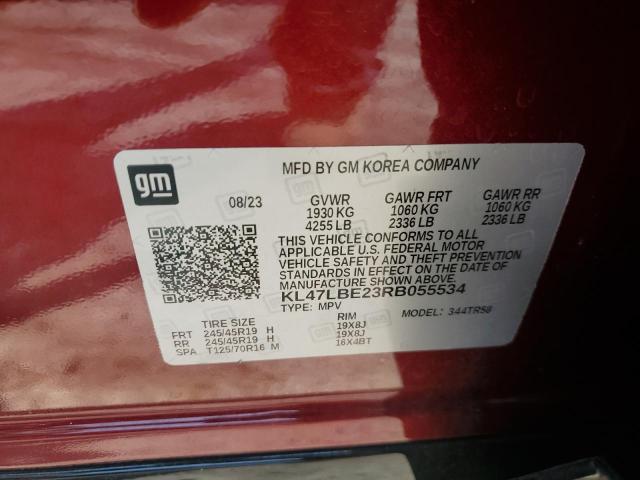 gm
MFD BY GM KOREA COMPANY
08/23 GVWR GAWR FRT GAWR RR
1930 KG 1060 KG 1060 KG
4255 LB 2336 LB 2336 LB
THIS VEHICLE CONFORMS TO ALL
APPLICABLE U.S. FEDERAL MOTOR
VEHICLE SAFETY AND THEFT PREVENTION
STANDARDS IN EFFECT ON THE DATE OF
MANUFACTURE SHOWN ABOVE.
KL47LBE23RB055534
TYPE: MPV MODEL: 344TR58
TIRE SIZE RIM
FRT 245/45R19 H 19X8J
RR 245/45R19 H 19X8J
SPA T125/70R16 M 16X4BT